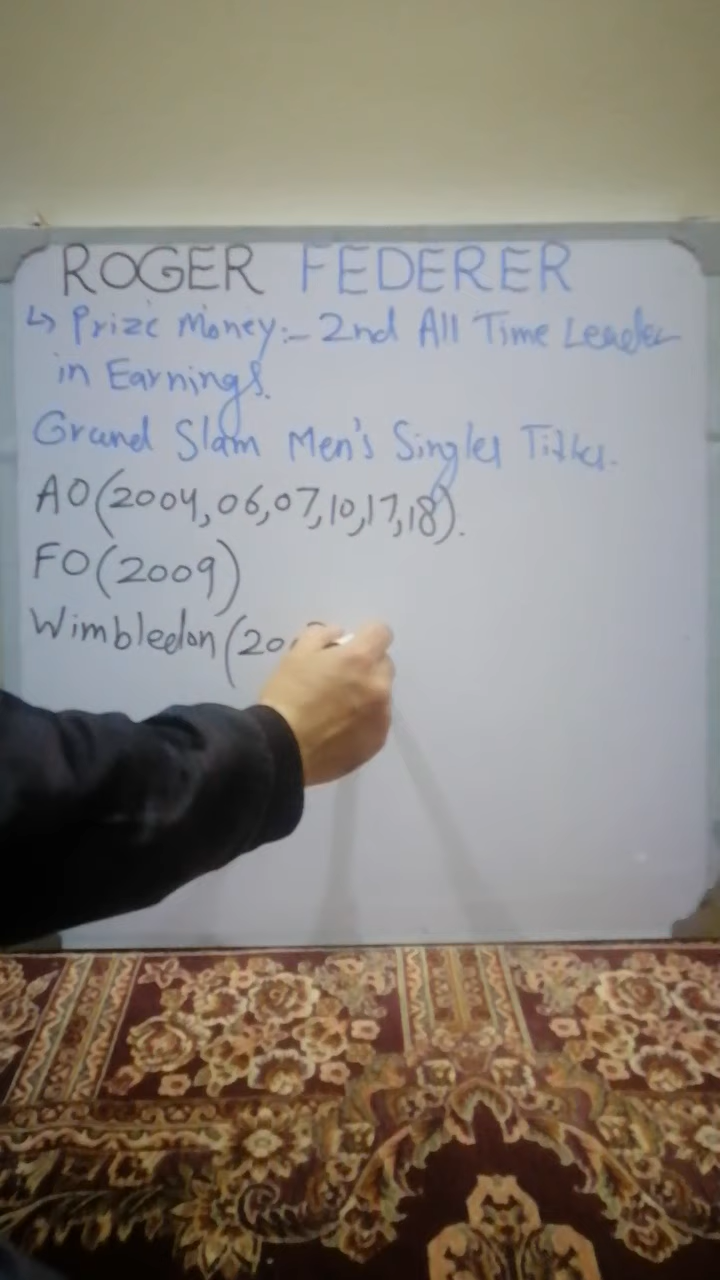 ROGER FEDERER
↳ Prize Money:- 2nd All Time Leader
in Earnings.
Grand Slam Men's Singles Titles.
AO(2004,06,07,10,17,18).
FO(2009)
Wimbledon(20